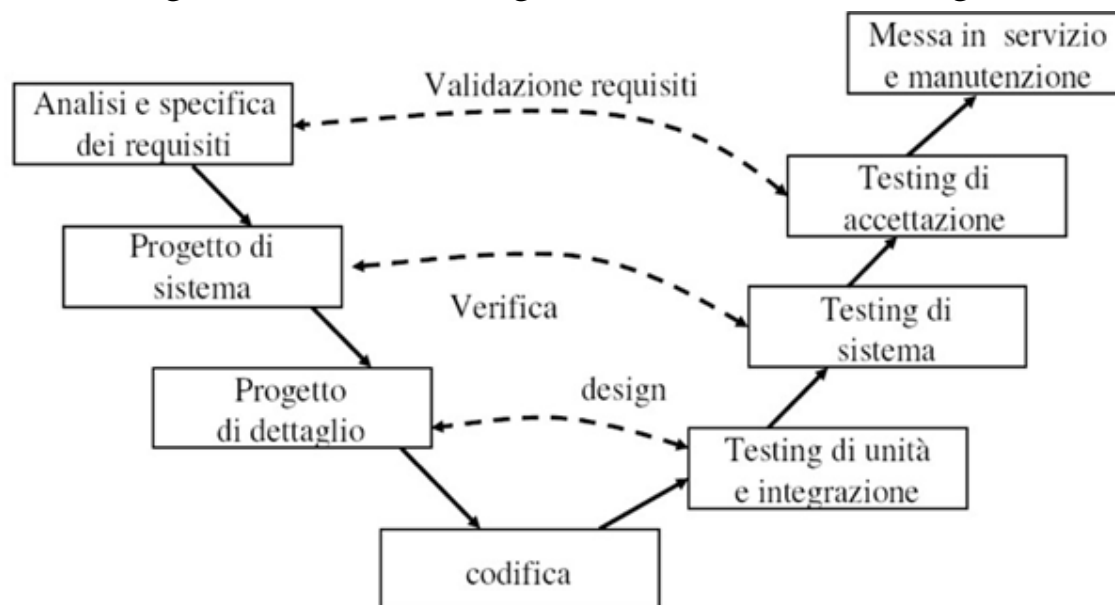 Messa in servizio
e manutenzione
Validazione requisiti
Analisi e specifica
dei requisiti
Testing di
accettazione
Progetto di
sistema
Verifica
Testing di
sistema
Progetto
di dettaglio
design
Testing di unità
e integrazione
codifica